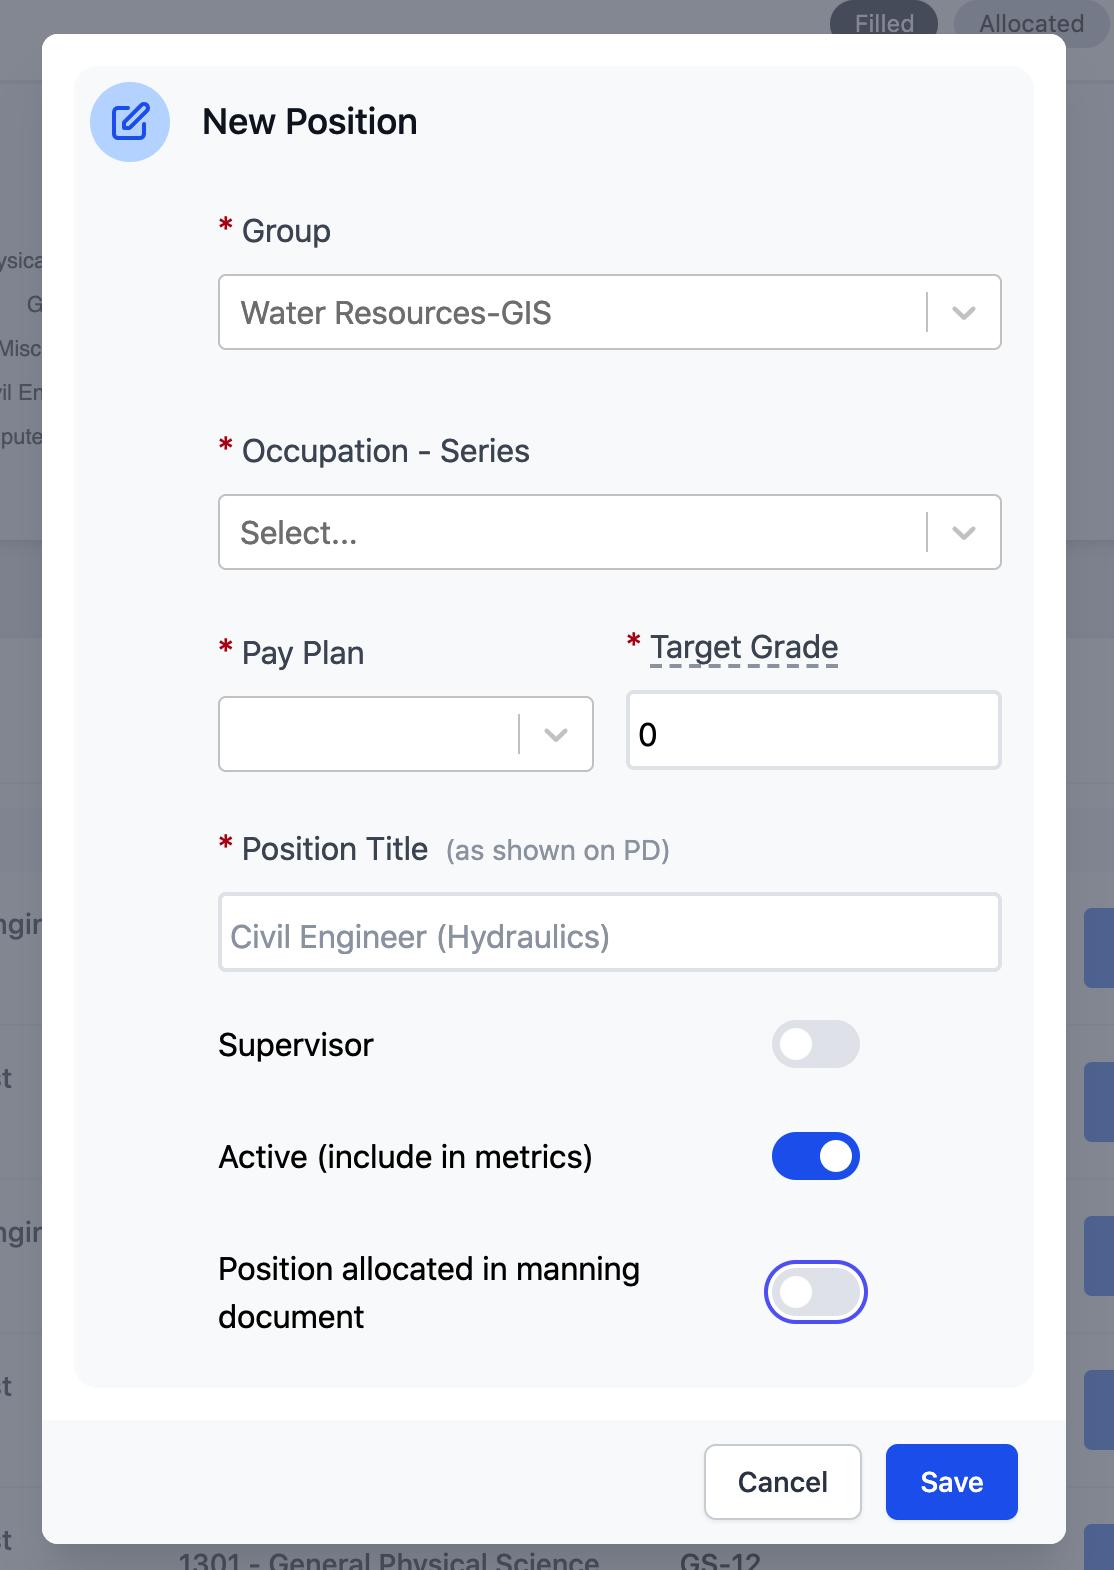 Filled
Allocated
New Position
* Group
Water Resources-GIS
* Occupation - Series
Select...
* Pay Plan
* Target Grade
0
* Position Title (as shown on PD)
Civil Engineer (Hydraulics)
Supervisor
Active (include in metrics)
Position allocated in manning
document
Cancel
Save
1301 - General Physical Science
GS-12